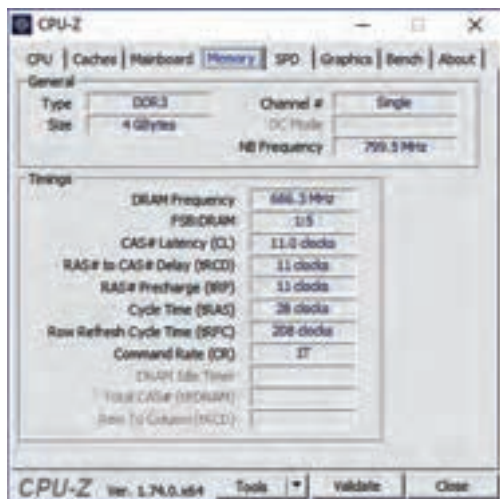 CPU-Z
CPU Caches Mainboard Memory SPD Graphics Bench About
General
Type DDR3 Channel # Single
Size 4 GBytes DC Mode
NB Frequency 799.5 MHz
Timings
DRAM Frequency 666.3 MHz
FSB:DRAM 1:5
CAS# Latency (CL) 11.0 clocks
RAS# to CAS# Delay (tRCD) 11 clocks
RAS# Precharge (tRP) 11 clocks
Cycle Time (tRAS) 28 clocks
Row Refresh Cycle Time (tRFC) 208 clocks
Command Rate (CR) 1T
DRAM Idle Timer
Total CAS# (tRDRAM)
Row To Column (tRCD)
CPU-Z Ver. 1.74.0.x64 Tools Validate Close